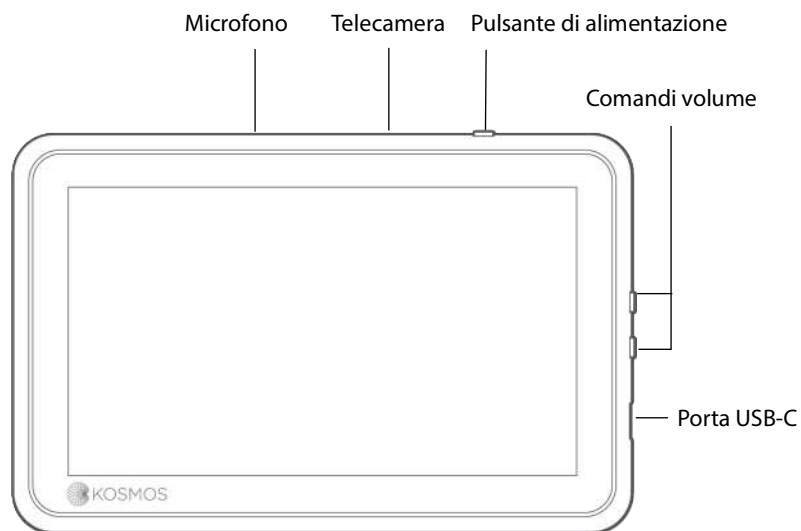 Microfono
Telecamera
Pulsante di alimentazione
Comandi volume
Porta USB-C
KOSMOS